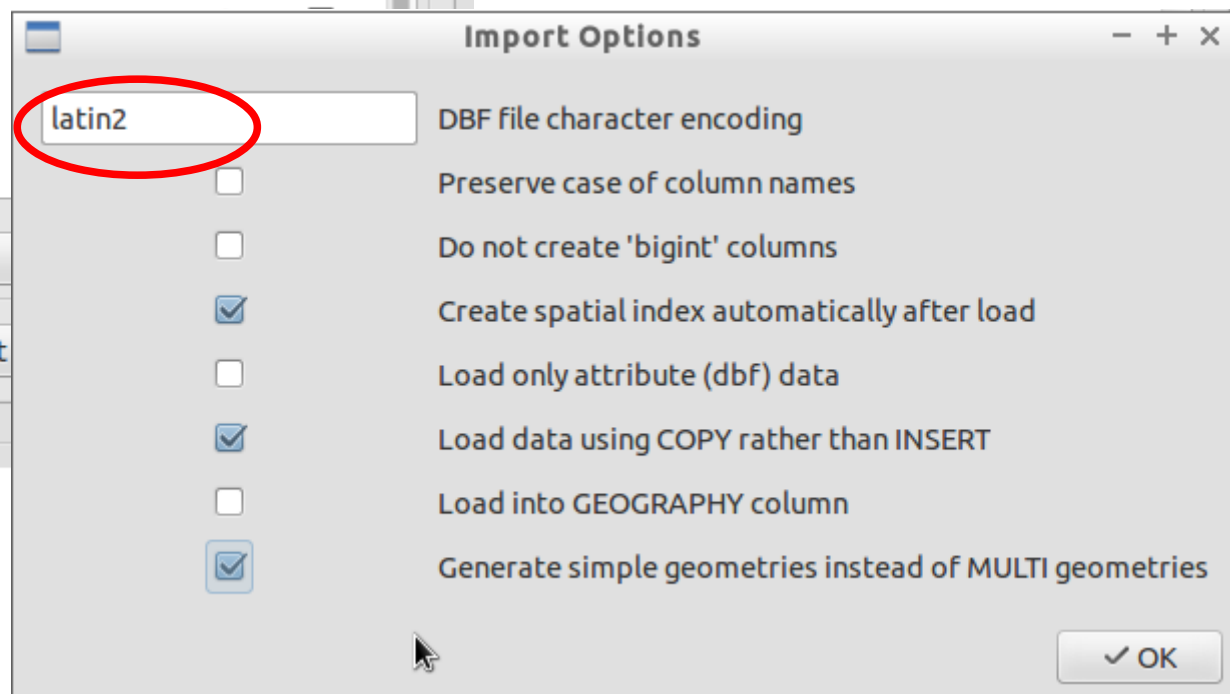 Import Options
latin2 DBF file character encoding
Preserve case of column names
Do not create 'bigint' columns
Create spatial index automatically after load
t
Load only attribute (dbf) data
Load data using COPY rather than INSERT
Load into GEOGRAPHY column
Generate simple geometries instead of MULTI geometries
OK